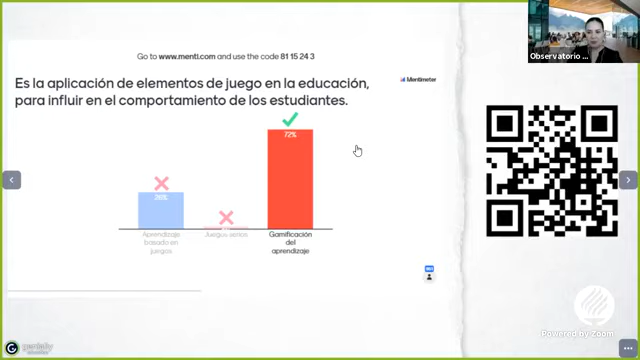 Go to www.menti.com and use the code 81 15 24 3
Mentimeter
Es la aplicación de elementos de juego en la educación,
para influir en el comportamiento de los estudiantes.
72%
26%
Aprendizaje
basado en
juegos
Juegos serios
Gamificación
del
aprendizaje
Observatorio ...
genially
Powered by Zoom